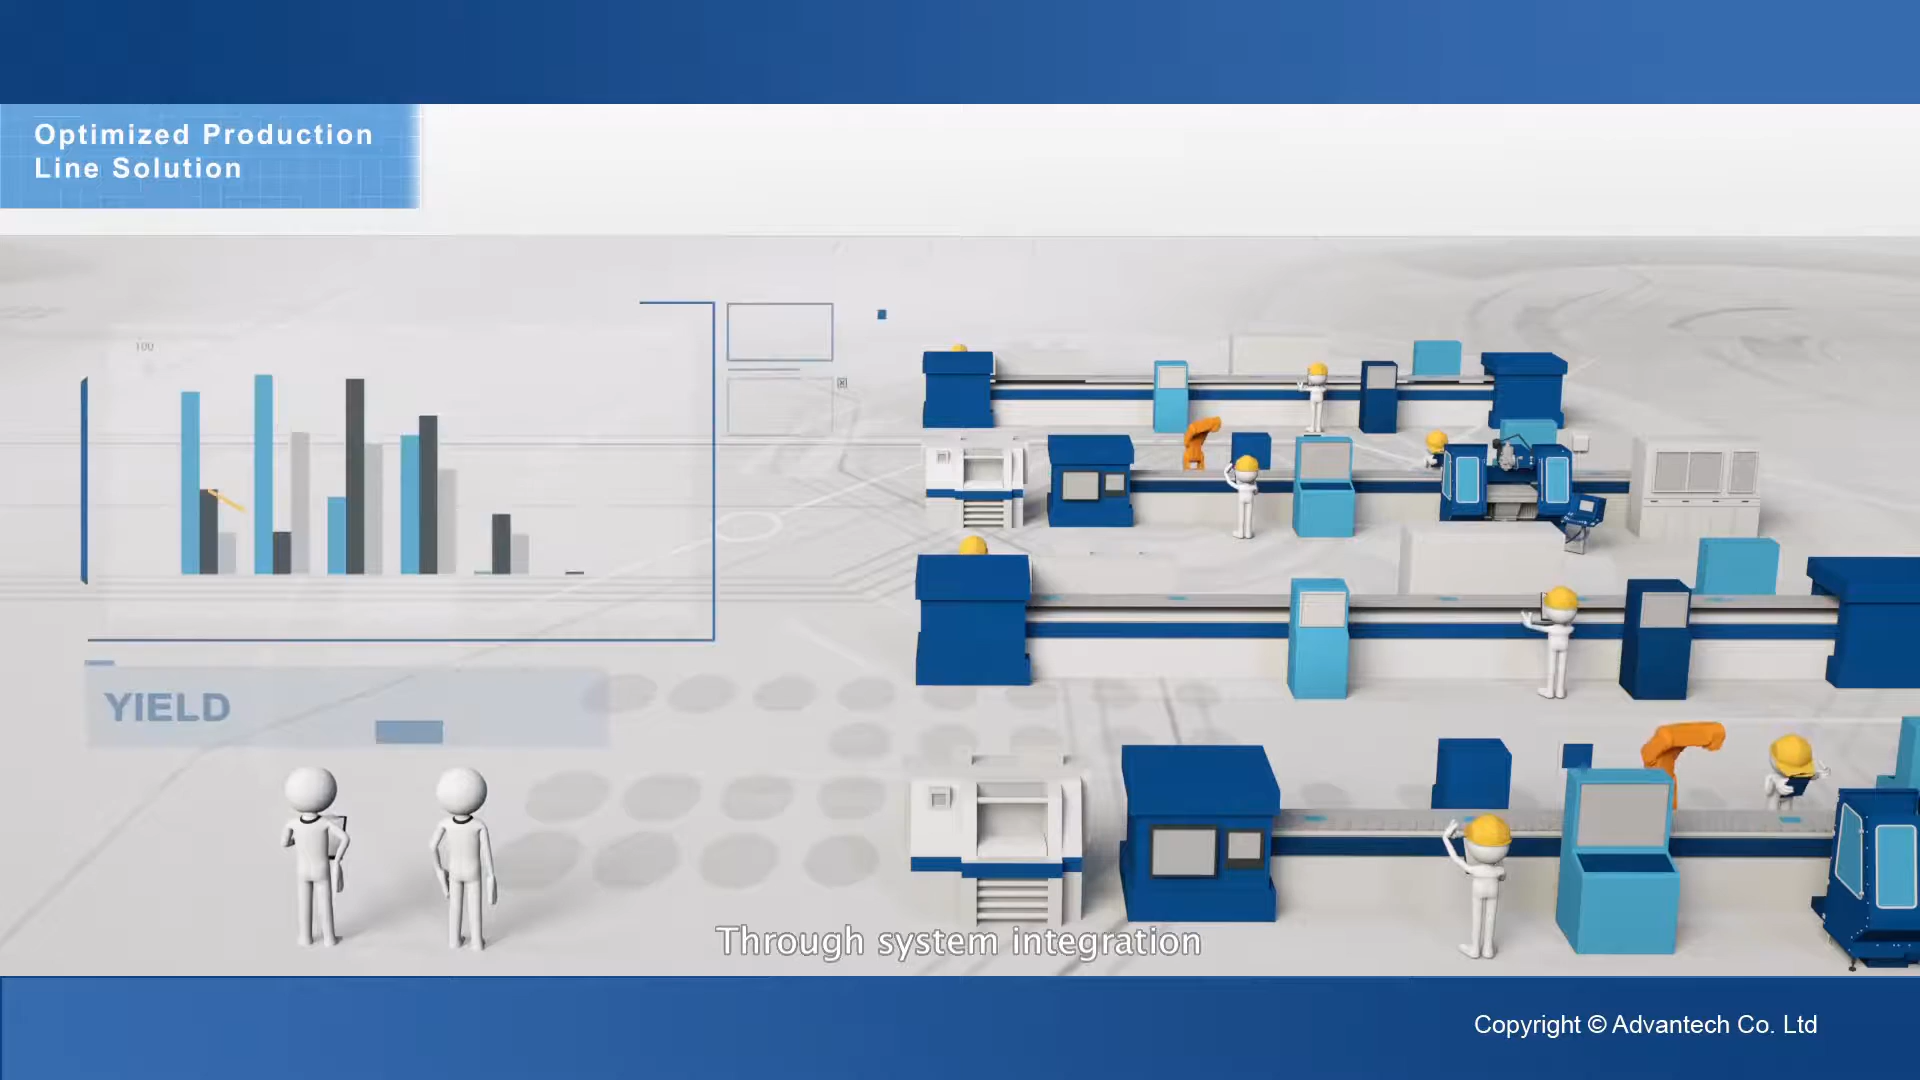 Optimized Production
Line Solution
100
YIELD
Through system integration
Copyright © Advantech Co. Ltd